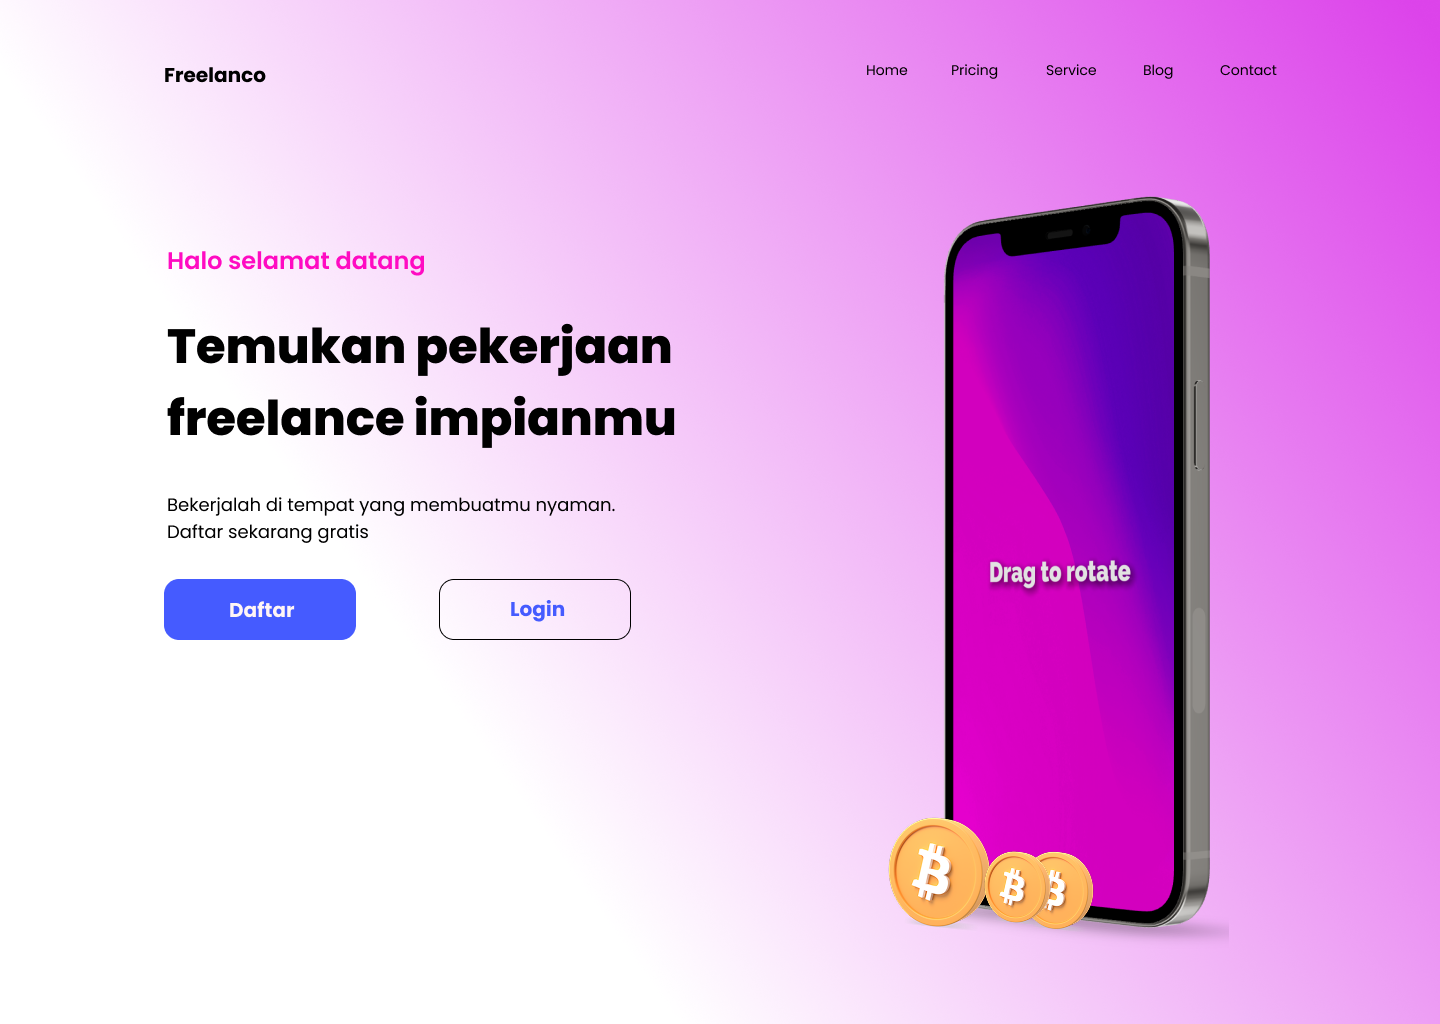 Freelanco
Home Pricing Service Blog Contact
Halo selamat datang
Temukan pekerjaan
freelance impianmu
Bekerjalah di tempat yang membuatmu nyaman.
Daftar sekarang gratis
Daftar Login
Drag to rotate